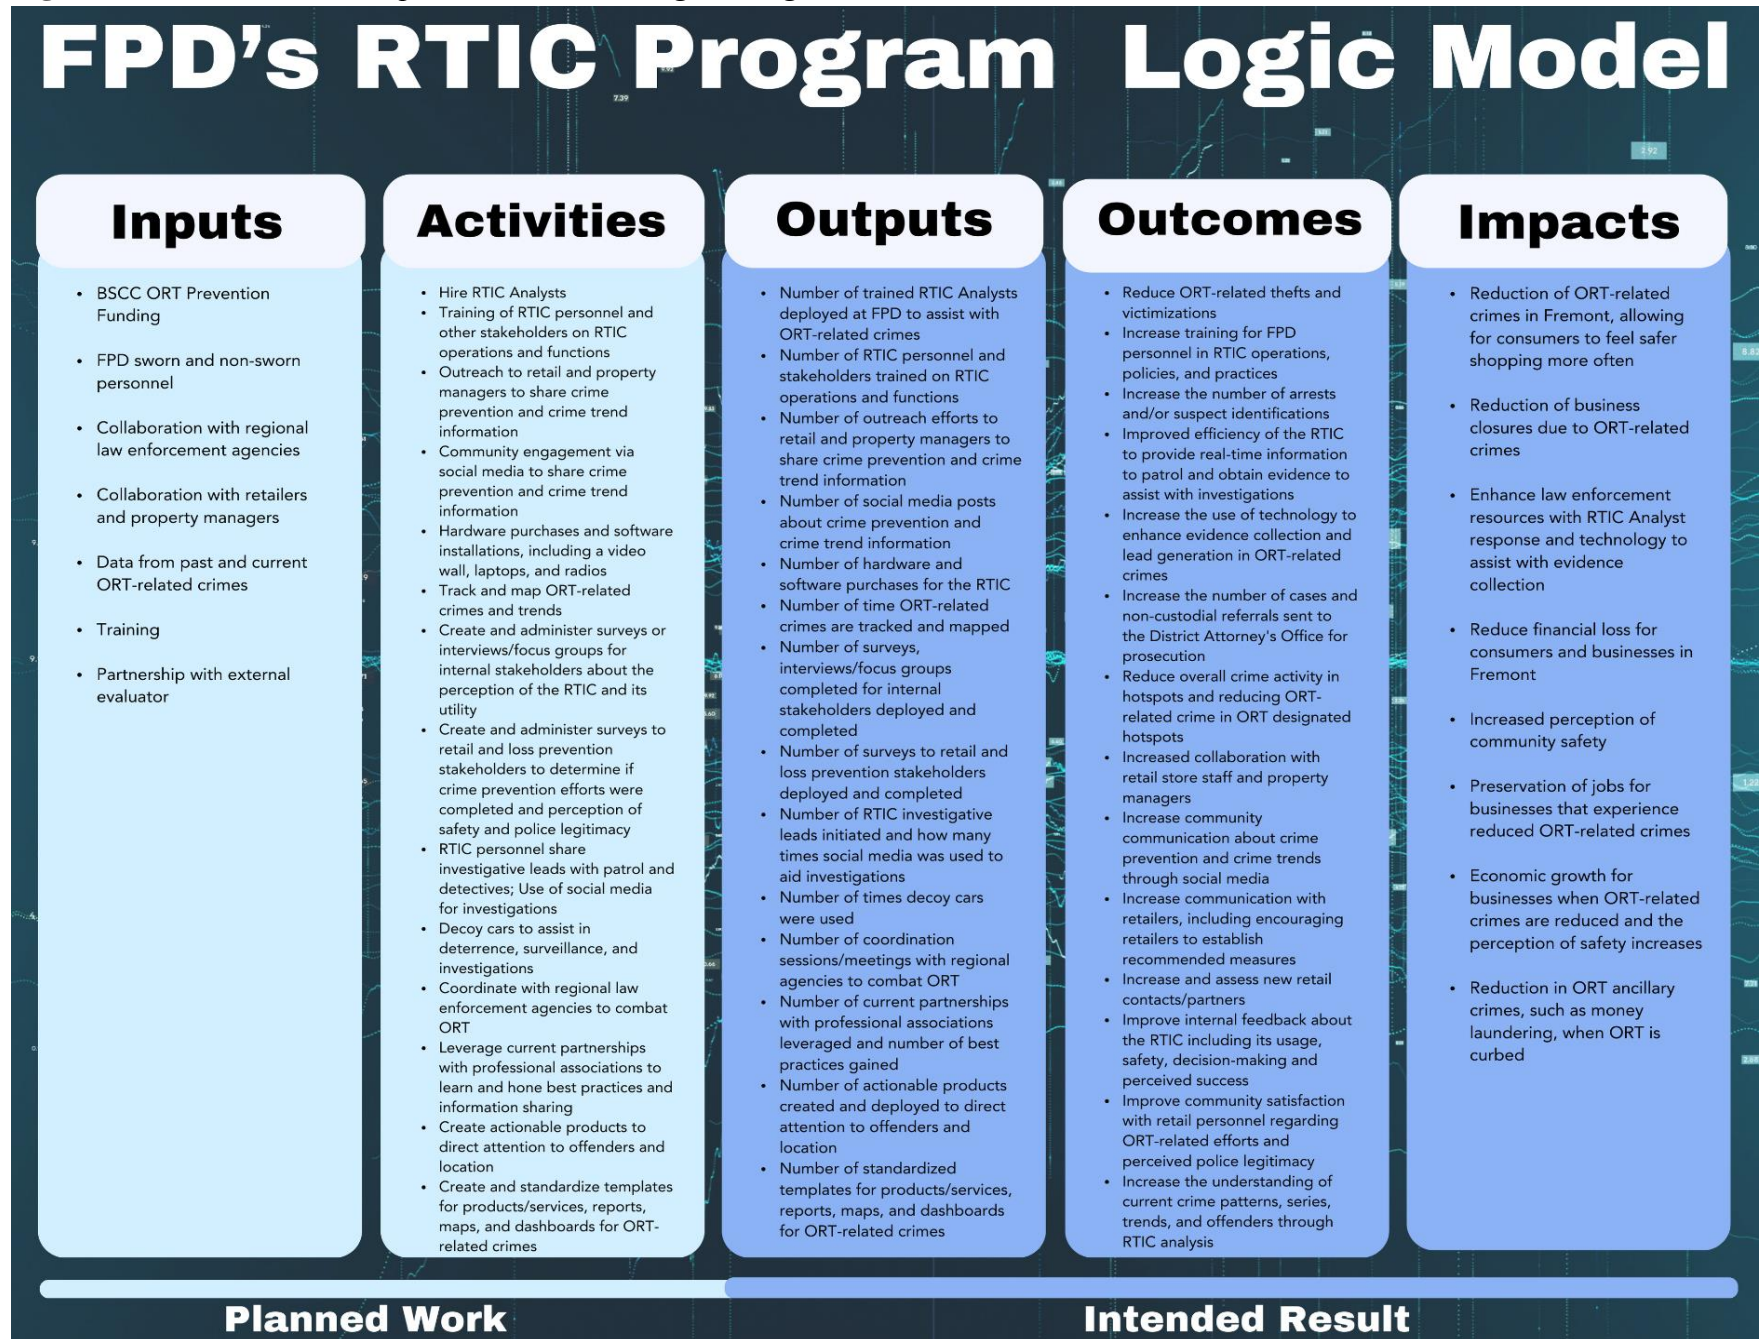 FPD's RTIC Program Logic Model
Inputs
• BSCC ORT Prevention
Funding
• FPD sworn and non-sworn
personnel
• Collaboration with regional
law enforcement agencies
• Collaboration with retailers
and property managers
• Data from past and current
ORT-related crimes
• Training
• Partnership with external
evaluator
Activities
• Hire RTIC Analysts
• Training of RTIC personnel and
other stakeholders on RTIC
operations and functions
• Outreach to retail and property
managers to share crime
prevention and crime trend
information
• Community engagement via
social media to share crime
prevention and crime trend
information
• Hardware purchases and software
installations, including a video
wall, laptops, and radios
• Track and map ORT-related
crimes and trends
• Create and administer surveys or
interviews/focus groups for
internal stakeholders about the
perception of the RTIC and its
utility
• Create and administer surveys to
retail and loss prevention
stakeholders to determine if
crime prevention efforts were
completed and perception of
safety and police legitimacy
• RTIC personnel share
investigative leads with patrol and
detectives; Use of social media
for investigations
• Decoy cars to assist in
deterrence, surveillance, and
investigations
• Coordinate with regional law
enforcement agencies to combat
ORT
• Leverage current partnerships
with professional associations to
learn and hone best practices and
information sharing
• Create actionable products to
direct attention to offenders and
location
• Create and standardize templates
for products/services, reports,
maps, and dashboards for ORT-
related crimes
Outputs
• Number of trained RTIC Analysts
deployed at FPD to assist with
ORT-related crimes
• Number of RTIC personnel and
stakeholders trained on RTIC
operations and functions
• Number of outreach efforts to
retail and property managers to
share crime prevention and crime
trend information
• Number of social media posts
about crime prevention and
crime trend information
• Number of hardware and
software purchases for the RTIC
• Number of time ORT-related
crimes are tracked and mapped
• Number of surveys,
interviews/focus groups
completed for internal
stakeholders deployed and
completed
• Number of surveys to retail and
loss prevention stakeholders
deployed and completed
• Number of RTIC investigative
leads initiated and how many
times social media was used to
aid investigations
• Number of times decoy cars
were used
• Number of coordination
sessions/meetings with regional
agencies to combat ORT
• Number of current partnerships
with professional associations
leveraged and number of best
practices gained
• Number of actionable products
created and deployed to direct
attention to offenders and
location
• Number of standardized
templates for products/services,
reports, maps, and dashboards
for ORT-related crimes
Outcomes
• Reduce ORT-related thefts and
victimizations
• Increase training for FPD
personnel in RTIC operations,
policies, and practices
• Increase the number of arrests
and/or suspect identifications
• Improved efficiency of the RTIC
to provide real-time information
to patrol and obtain evidence to
assist with investigations
• Increase the use of technology to
enhance evidence collection and
lead generation in ORT-related
crimes
• Increase the number of cases and
non-custodial referrals sent to
the District Attorney's Office for
prosecution
• Reduce overall crime activity in
hotspots and reducing ORT-
related crime in ORT designated
hotspots
• Increased collaboration with
retail store staff and property
managers
• Increase community
communication about crime
prevention and crime trends
through social media
• Increase communication with
retailers, including encouraging
retailers to establish
recommended measures
• Increase and assess new retail
contacts/partners
• Improve internal feedback about
the RTIC including its usage,
safety, decision-making and
perceived success
• Improve community satisfaction
with retail personnel regarding
ORT-related efforts and
perceived police legitimacy
• Increase the understanding of
current crime patterns, series,
trends, and offenders through
RTIC analysis
Impacts
• Reduction of ORT-related
crimes in Fremont, allowing
for consumers to feel safer
shopping more often
• Reduction of business
closures due to ORT-related
crimes
• Enhance law enforcement
resources with RTIC Analyst
response and technology to
assist with evidence
collection
• Reduce financial loss for
consumers and businesses in
Fremont
• Increased perception of
community safety
• Preservation of jobs for
businesses that experience
reduced ORT-related crimes
• Economic growth for
businesses when ORT-related
crimes are reduced and the
perception of safety increases
• Reduction in ORT ancillary
crimes, such as money
laundering, when ORT is
curbed
Planned Work
Intended Result
7.39
3.92